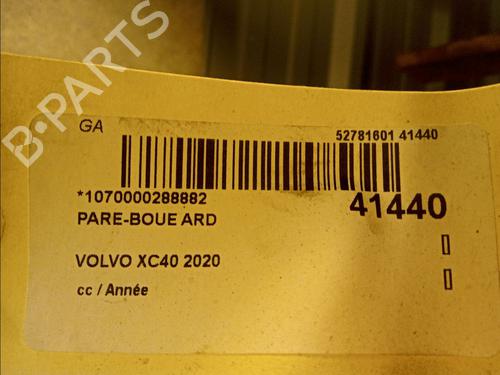 B-PARTS
GA
52781601 41440
*1070000288882
41440
PARE-BOUE ARD
VOLVO XC40 2020
cc / Année